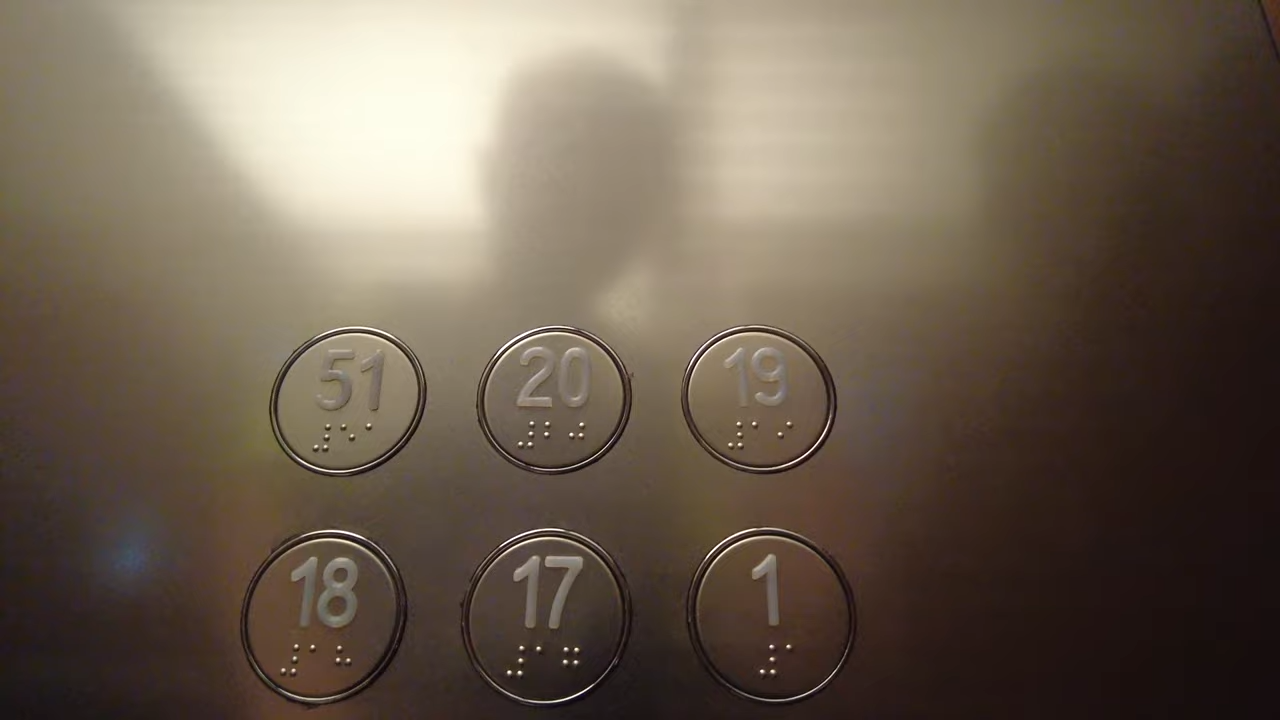 51 20 19
⠼⠑⠁ ⠼⠃⠚ ⠼⠁⠊
18 17 1
⠼⠁⠓ ⠼⠁⠛ ⠼⠁